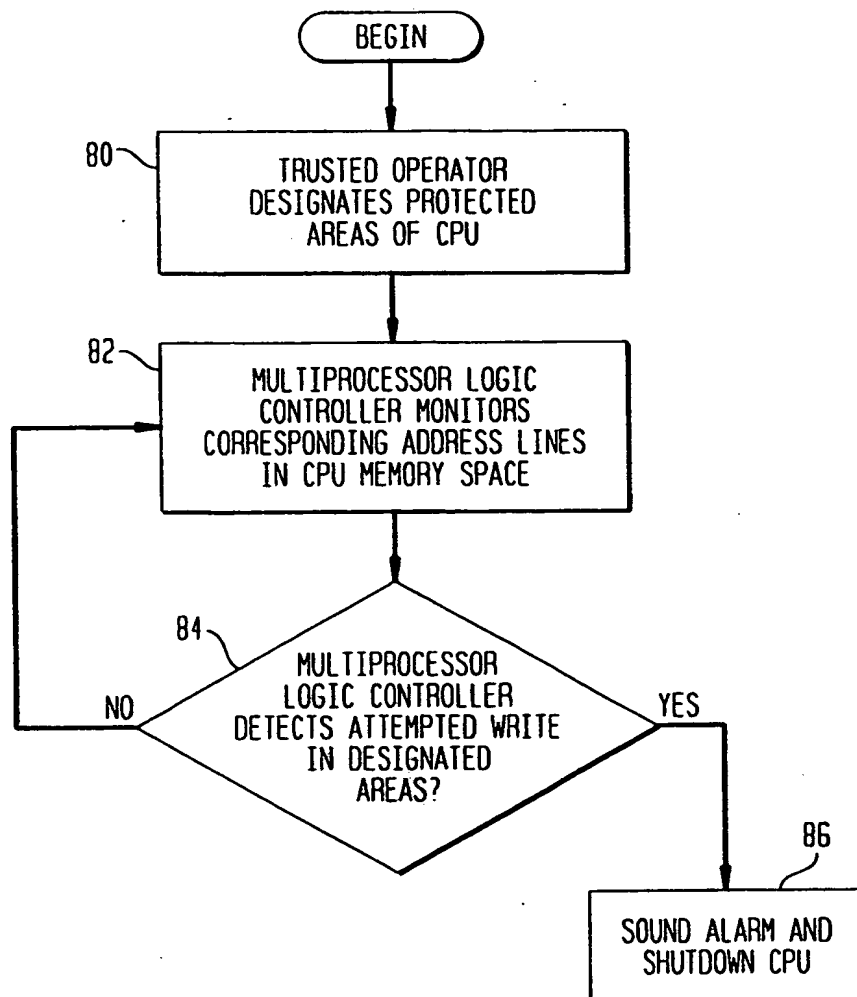 BEGIN
80
TRUSTED OPERATOR
DESIGNATES PROTECTED
AREAS OF CPU
82
MULTIPROCESSOR LOGIC
CONTROLLER MONITORS
CORRESPONDING ADDRESS LINES
IN CPU MEMORY SPACE
84
MULTIPROCESSOR
LOGIC CONTROLLER
DETECTS ATTEMPTED WRITE
IN DESIGNATED
AREAS?
NO
YES
86
SOUND ALARM AND
SHUTDOWN CPU